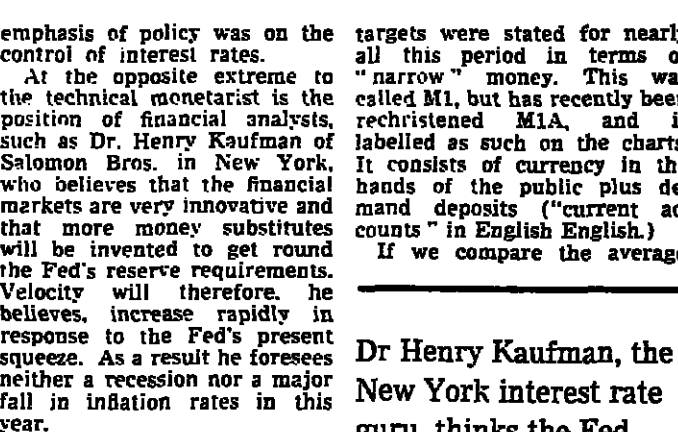 emphasis of policy was on the
control of interest rates.
At the opposite extreme to
the technical monetarist is the
position of financial analysts,
such as Dr. Henry Kaufman of
Salomon Bros. in New York,
who believes that the financial
markets are very innovative and
that more money substitutes
will be invented to get round
the Fed's reserve requirements.
Velocity will therefore, he
believes, increase rapidly in
response to the Fed's present
squeeze. As a result he foresees
neither a recession nor a major
fall in inflation rates in this
year.
targets were stated for nearly
all this period in terms o
"narrow" money. This wa
called M1, but has recently been
rechristened M1A, and i
labelled as such on the charts
It consists of currency in th
hands of the public plus de
mand deposits ("current ac
counts" in English English.)
If we compare the average
Dr Henry Kaufman, the
New York interest rate
guru, thinks the Fed